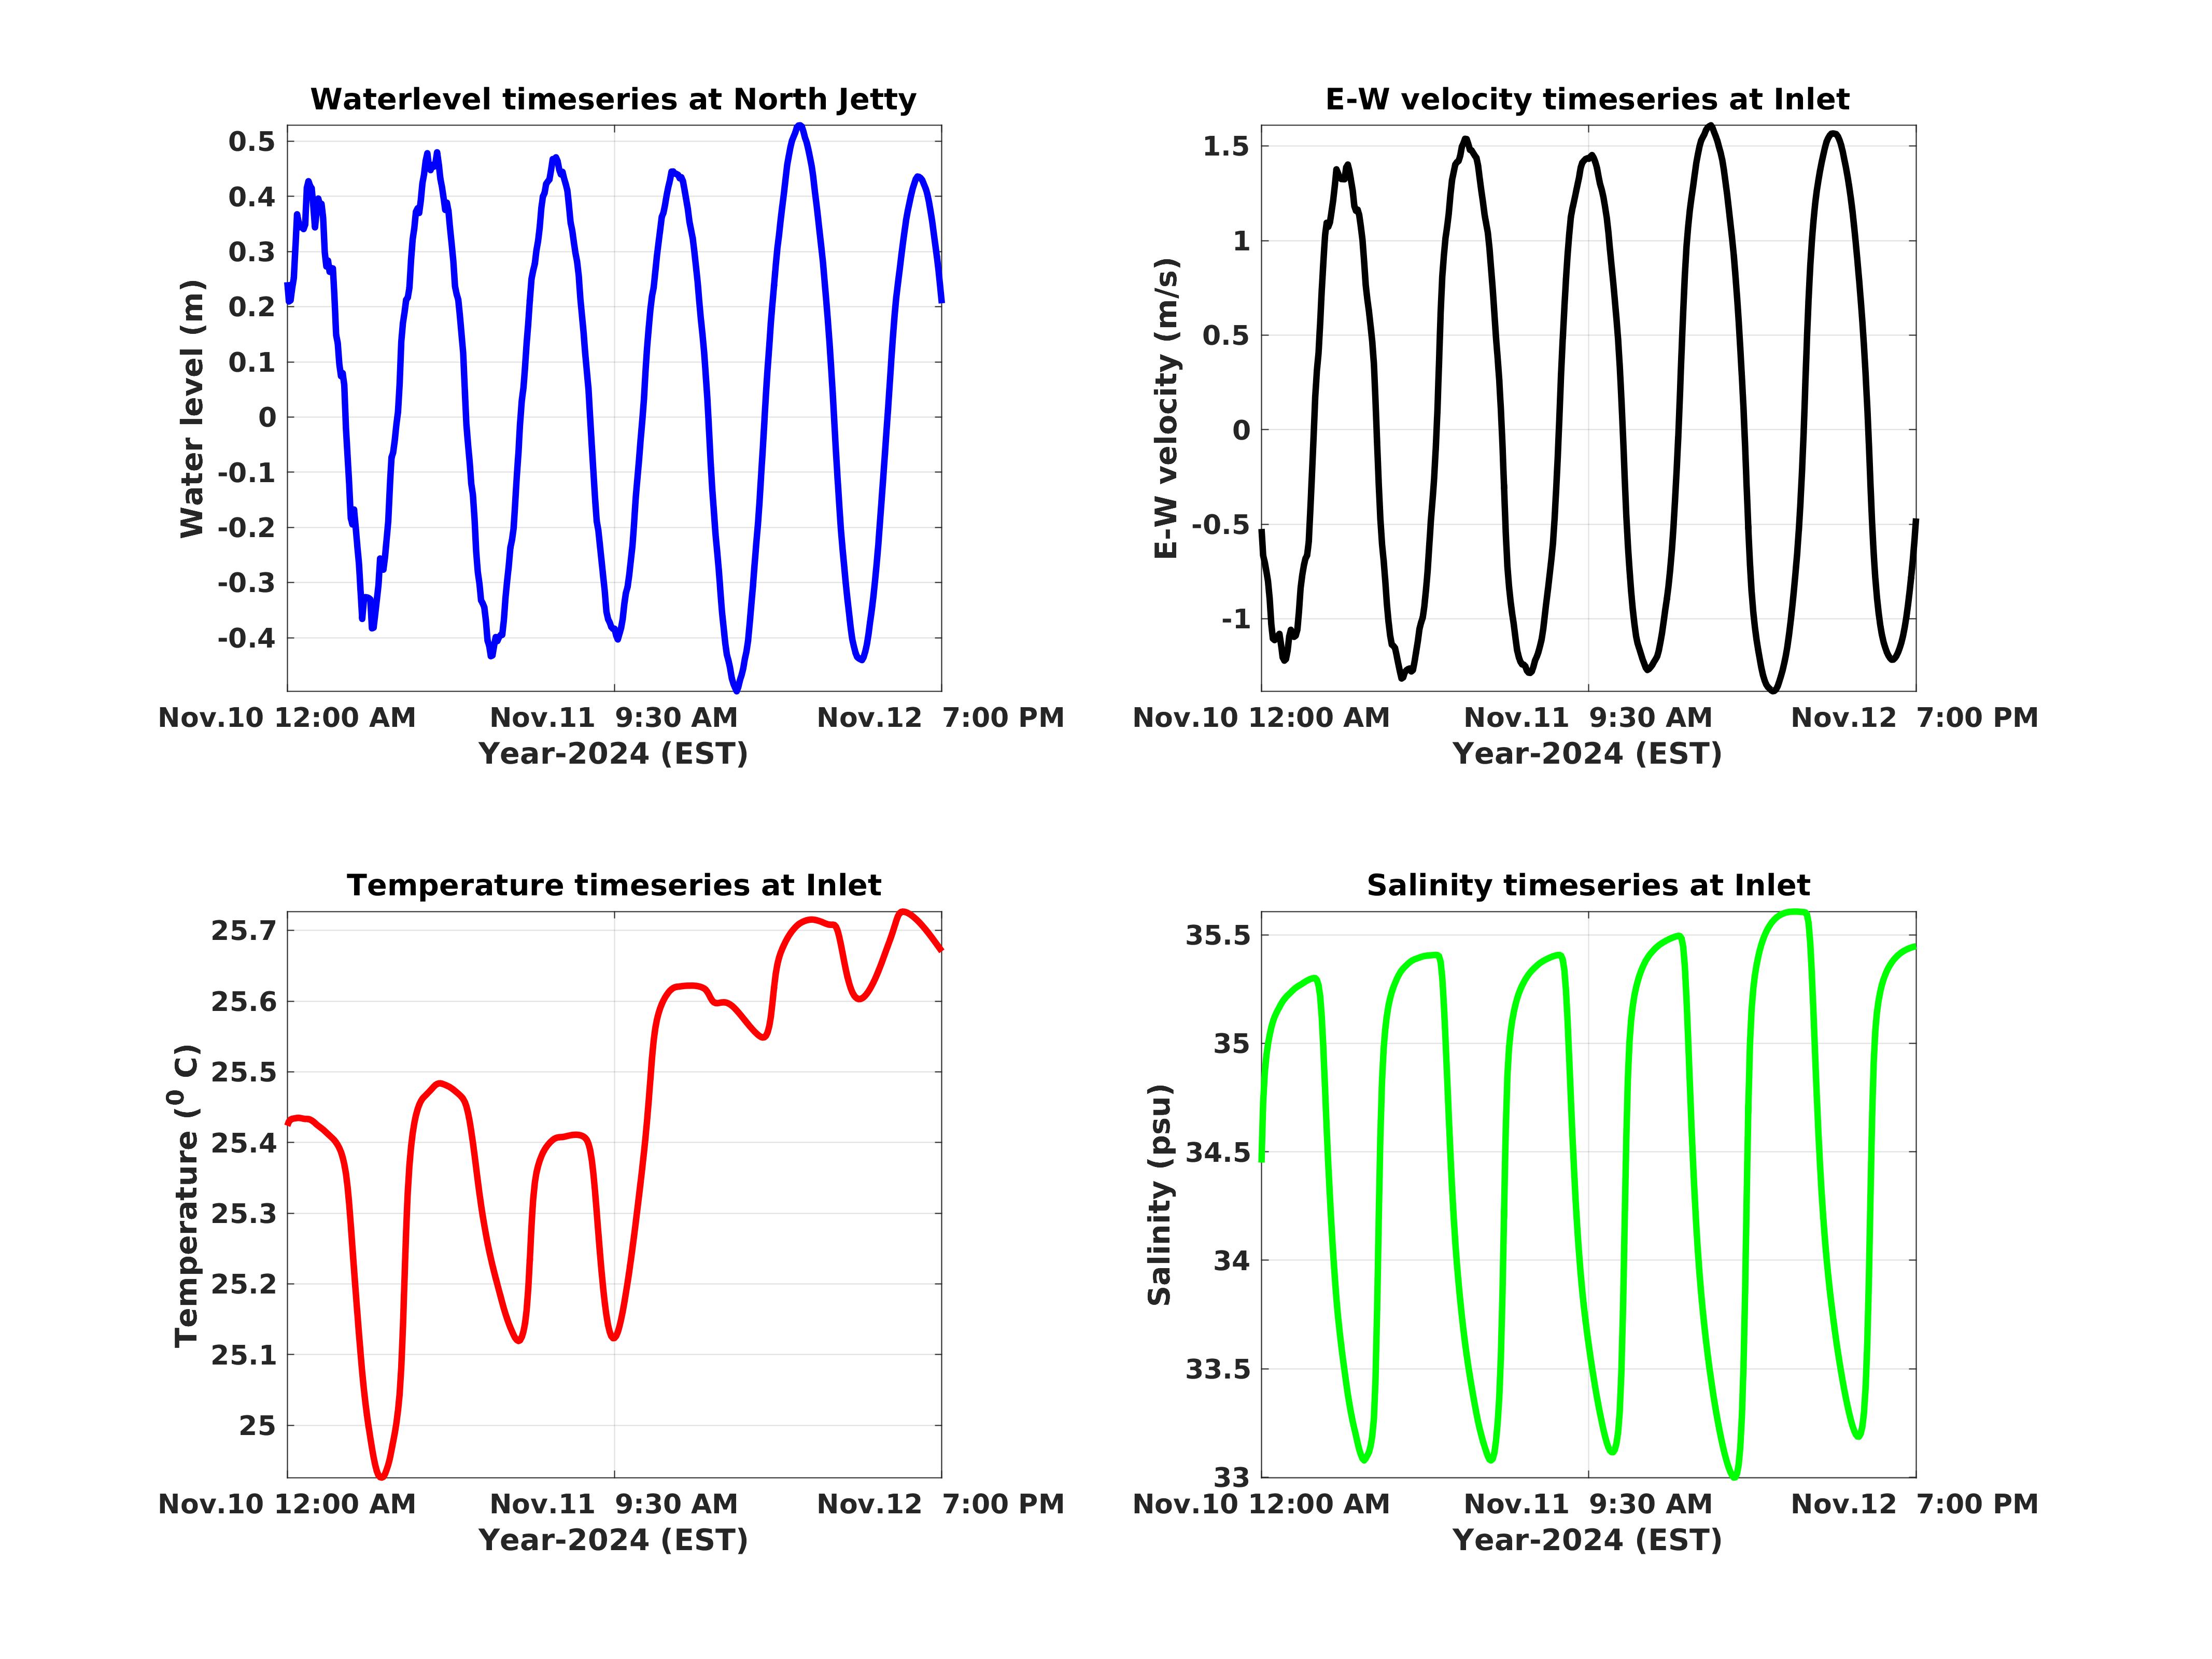 Waterlevel timeseries at North Jetty
Water level (m)
0.5
0.4
0.3
0.2
0.1
0
-0.1
-0.2
-0.3
-0.4
Nov.10 12:00 AM
Nov.11 9:30 AM
Nov.12 7:00 PM
Year-2024 (EST)
E-W velocity timeseries at Inlet
E-W velocity (m/s)
1.5
1
0.5
0
-0.5
-1
Nov.10 12:00 AM
Nov.11 9:30 AM
Nov.12 7:00 PM
Year-2024 (EST)
Temperature timeseries at Inlet
Temperature (⁰ C)
25.7
25.6
25.5
25.4
25.3
25.2
25.1
25
Nov.10 12:00 AM
Nov.11 9:30 AM
Nov.12 7:00 PM
Year-2024 (EST)
Salinity timeseries at Inlet
Salinity (psu)
35.5
35
34.5
34
33.5
33
Nov.10 12:00 AM
Nov.11 9:30 AM
Nov.12 7:00 PM
Year-2024 (EST)